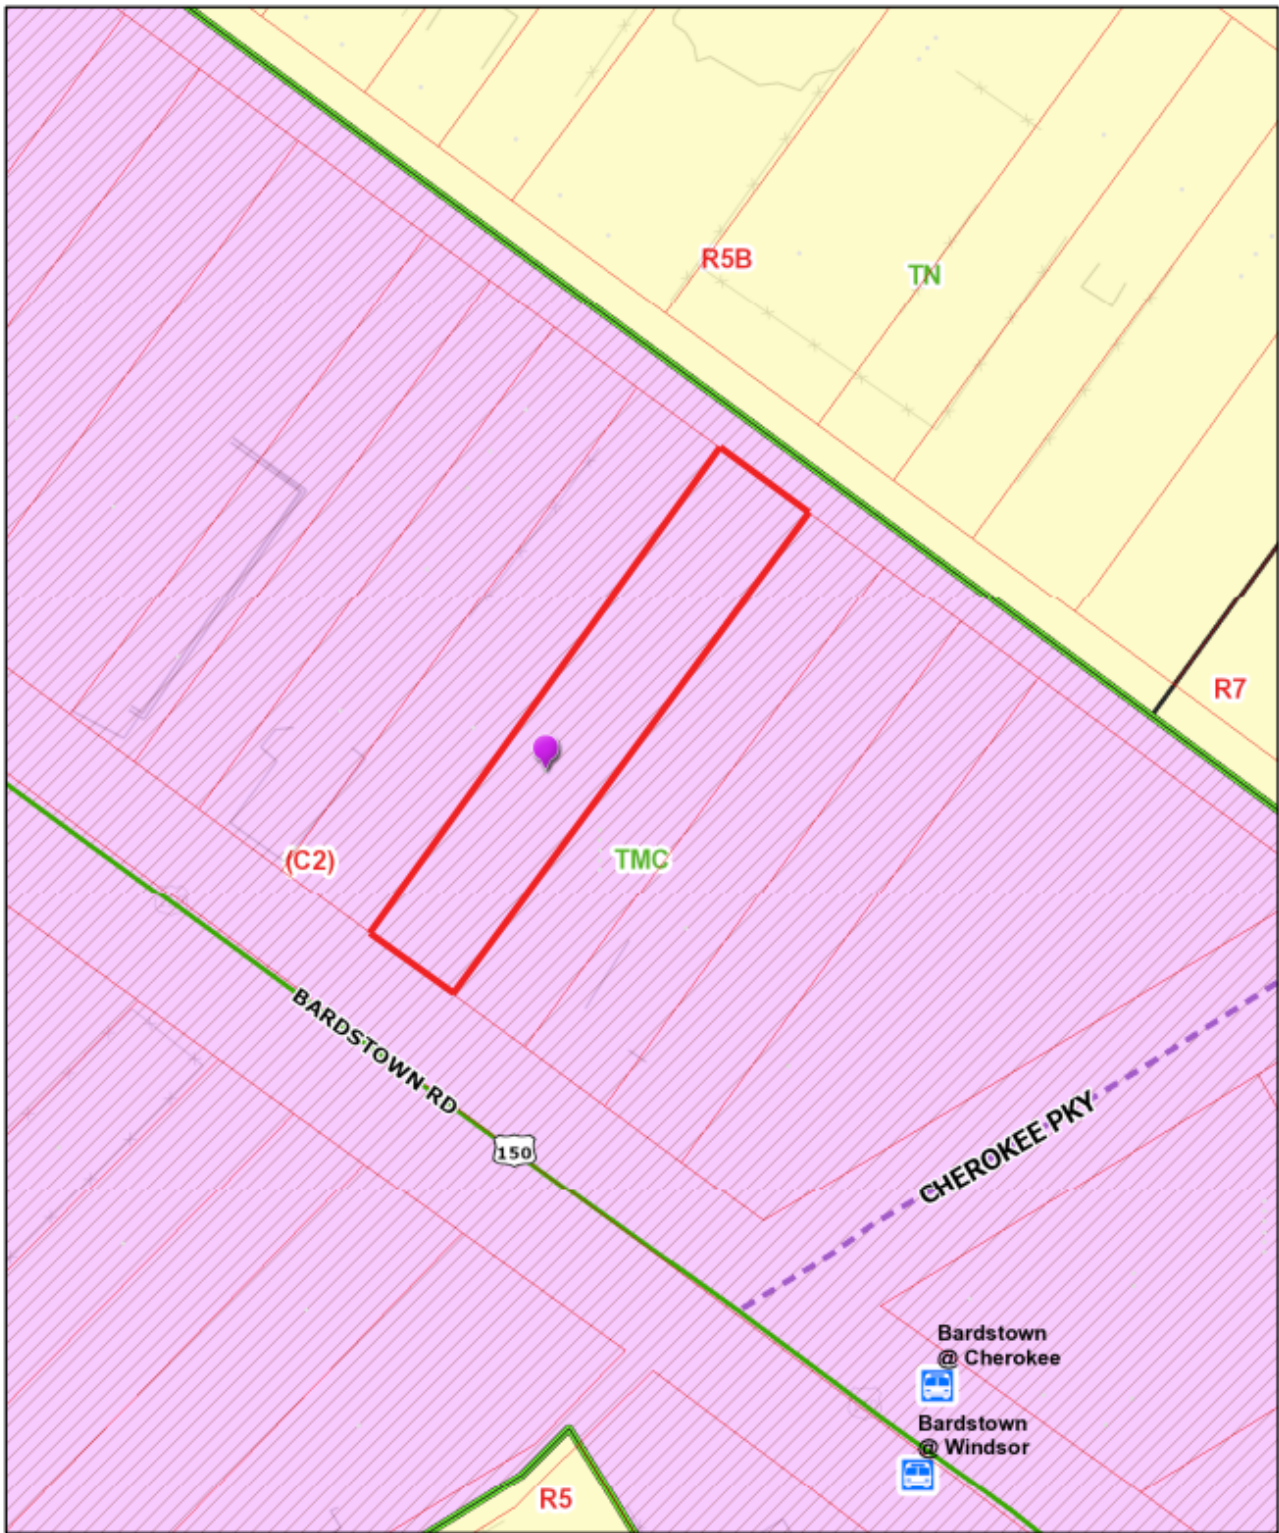 R5B
TN
R7
(C2)
TMC
BARDSTOWN RD
150
CHEROKEE PKY
Bardstown
@ Cherokee
Bardstown
@ Windsor
R5